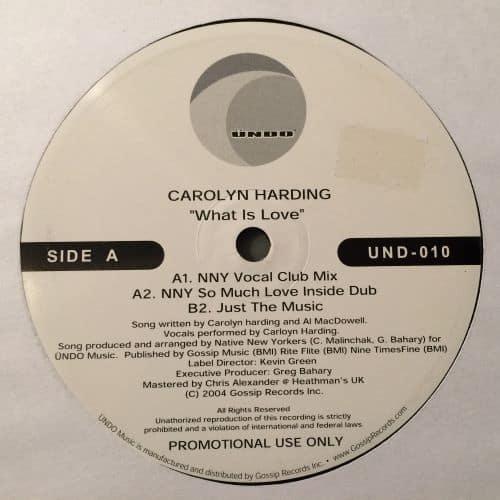 ÜNDO
CAROLYN HARDING
"What Is Love"
SIDE A
UND-010
A1. NNY Vocal Club Mix
A2. NNY So Much Love Inside Dub
B2. Just The Music
Song written by Carolyn harding and Al MacDowell.
Vocals performed by Carloyn Harding.
Song produced and arranged by Native New Yorkers (C. Malinchak, G. Bahary) for
ÜNDO Music. Published by Gossip Music (BMI) Rite Flite (BMI) Nine TimesFine (BMI)
Label Director: Kevin Green
Executive Producer: Greg Bahary
Mastered by Chris Alexander @ Heathman's UK
(C) 2004 Gossip Records Inc.
All Rights Reserved
Unathorized reproduction of this recording is strictly
prohibited and a violation of international and federal laws.
PROMOTIONAL USE ONLY
UNDO Music is manufactured and distributed by Gossip Records Inc. • www.GossipRecords.com